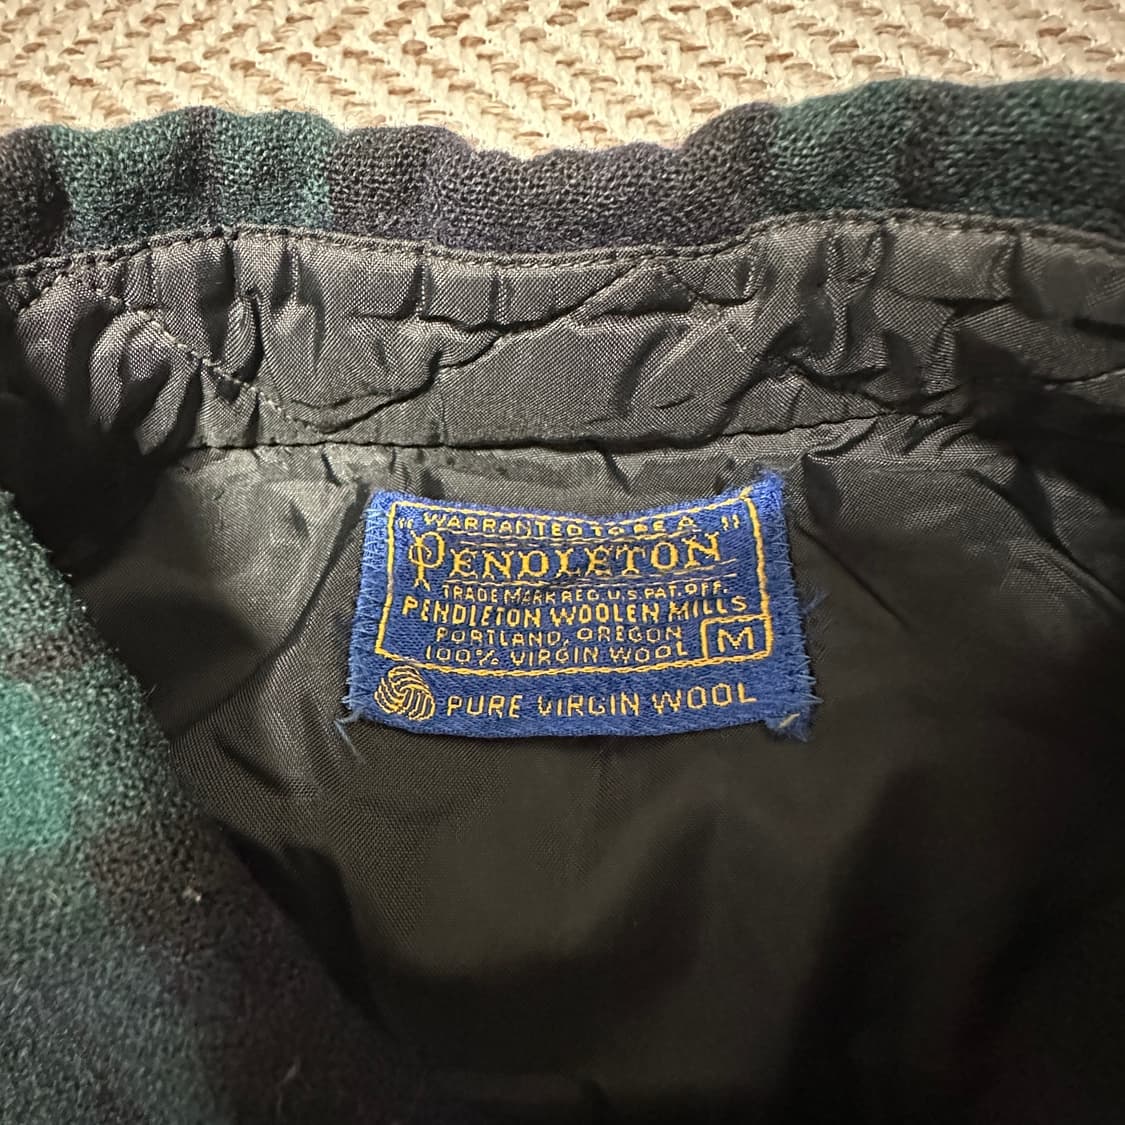 " WARRANTED TO BE A "
PENDLETON
TRADE MARK REG. U.S. PAT. OFF.
PENDLETON WOOLEN MILLS
PORTLAND, OREGON
100% VIRGIN WOOL M
PURE VIRGIN WOOL